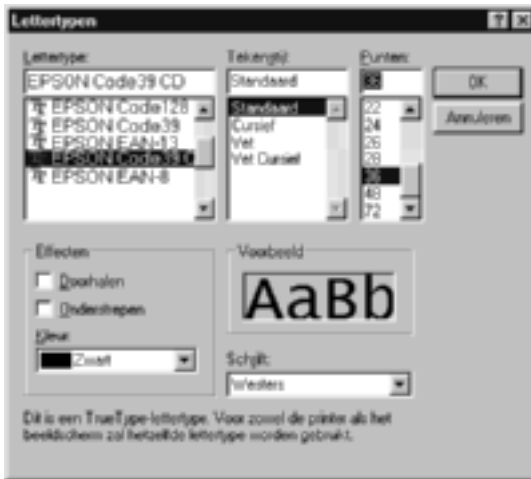 Lettertypen
Lettertype: Tekenstijl: Punten:
EPSON Code39 CD Standaard 36 OK
EPSON Code128 Standaard 22 Annuleren
EPSON Code39 Cursief 24
EPSON EAN-13 Vet 26
EPSON Code39 C Vet Cursief 28
EPSON EAN-8 36
48
72
Effecten Voorbeeld
Doorhalen AaBb
Onderstrepen
Kleur:
Zwart Schrift:
Westers
Dit is een TrueType-lettertype. Voor zowel de printer als het
beeldscherm zal hetzelfde lettertype worden gebruikt.